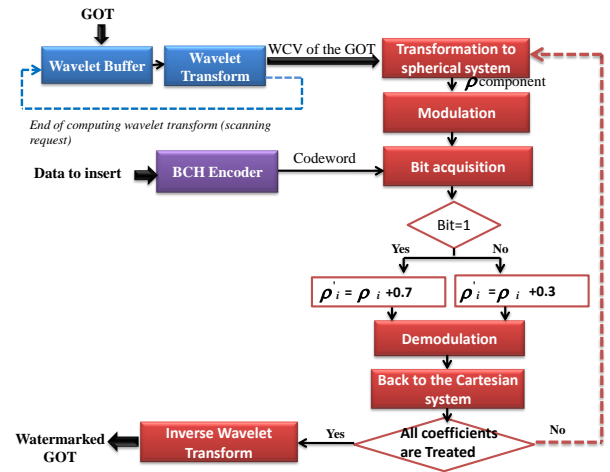 GOT
Wavelet Buffer
Wavelet
Transform
WCV of the GOT
Transformation to
spherical system
ρ component
End of computing wavelet transform (scanning
request)
Modulation
Data to insert
BCH Encoder
Codeword
Bit acquisition
Bit=1
Yes
No
ρ'i = ρ i +0.7
ρ'i = ρ i +0.3
Demodulation
Back to the Cartesian
system
All coefficients
are Treated
No
Yes
Inverse Wavelet
Transform
Watermarked
GOT